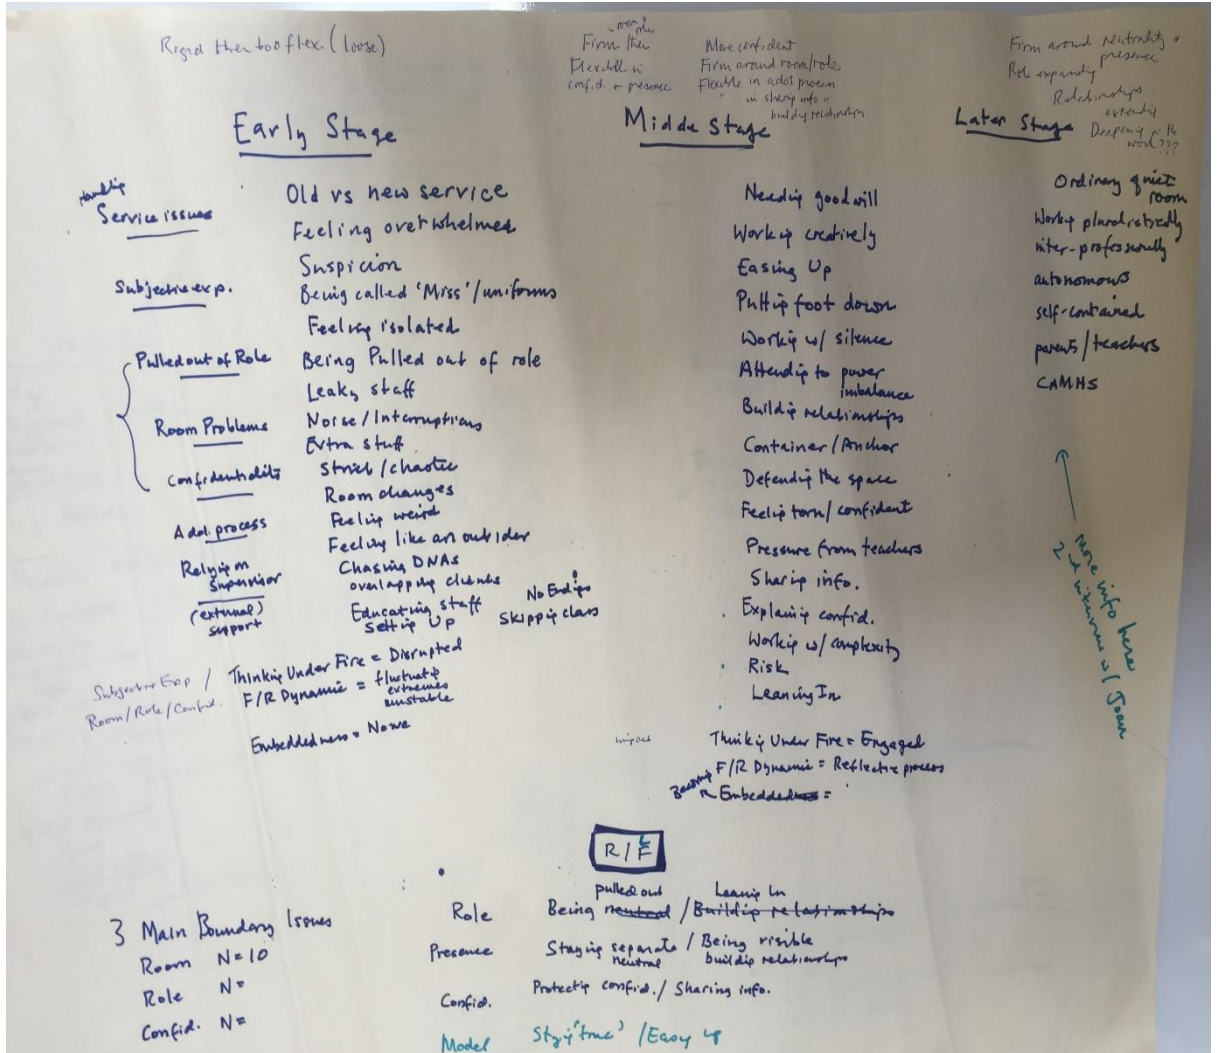 Rigid then too flex. (loose)
room & role
Firm then
Flexible in
confid. + presence
More confident
Firm around room/role
Flexible in adol process
" in sharing info "
building relationships
Firm around neutrality +
presence
Role expanding
Relationships
extending
Deepening in the
work???
Early Stage
Handling
Service issues
Subjective exp.
Pulled out of Role
Room Problems
Confidentiality
Adol. process
Relying on
supervisor
(external)
support
Old vs new service
Feeling overwhelmed
Suspicion
Being called 'Miss'/uniforms
Feeling isolated
Being Pulled out of role
Leaky staff
Noise/Interruptions
Extra stuff
Strict/chaotic
Room changes
Feeling weird
Feeling like an outsider
Chasing DNAs
overlapping clients
Educating staff
Setting Up
No Endings
Skipping class
Subjective Exp /
Room/Role/Confid.
Thinking Under Fire = Disrupted
F/R Dynamic = fluctuating
extremes
unstable
Embeddedness = None
Middle Stage
Needing goodwill
Working creatively
Easing Up
Putting foot down
Working w/ silence
Attending to power
imbalance
Building relationships
Container/Anchor
Defending the space
Feeling torn/confident
Pressure from teachers
Sharing info.
Explaining confid.
Working w/ complexity
Risk
Leaning In
Thinking Under Fire = Engaged
F/R Dynamic = Reflective process
Becoming
Embeddedness =
Later Stage
Ordinary quiet
room
Working pluralistically
inter-professionally
autonomous
self-contained
parents/teachers
CAMHS
more info here
2nd interview w/ Joan
R/F
3 Main Boundary Issues
Room N=10
Role N=
Confid. N=
pulled out Leaning In
Role Being neutral / Building relationships
Presence Staying separate / Being visible
neutral building relationships
Confid. Protecting confid. / Sharing info.
Model Stying 'true' / Easing up